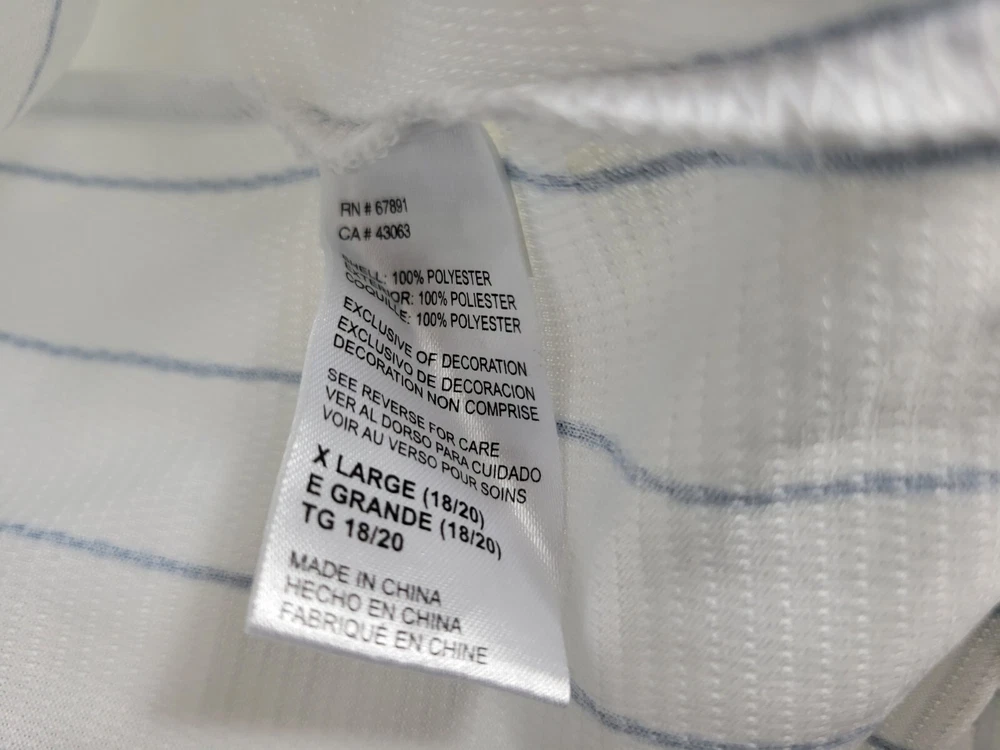 RN # 67891
CA # 43063
SHELL: 100% POLYESTER
EXTERIOR: 100% POLIESTER
COQUILLE: 100% POLYESTER
EXCLUSIVE OF DECORATION
EXCLUSIVO DE DECORACION
DECORATION NON COMPRISE
SEE REVERSE FOR CARE
VER AL DORSO PARA CUIDADO
VOIR AU VERSO POUR SOINS
X LARGE (18/20)
E GRANDE (18/20)
TG 18/20
MADE IN CHINA
HECHO EN CHINA
FABRIQUÉ EN CHINE